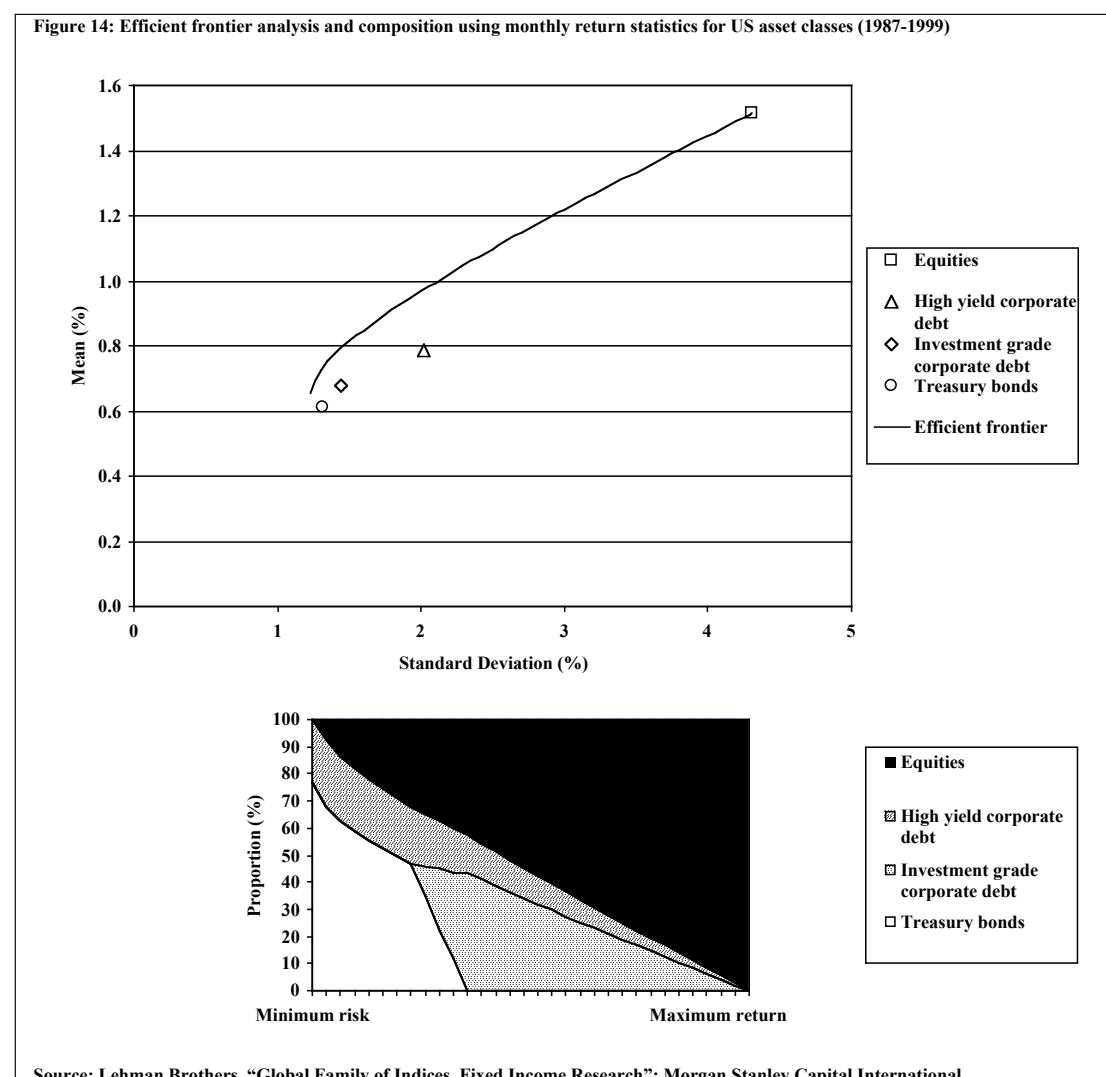 Figure 14: Efficient frontier analysis and composition using monthly return statistics for US asset classes (1987-1999)
1.6
1.4
1.2
1.0
0.8
0.6
0.4
0.2
0.0
Mean (%)
0 1 2 3 4 5
Standard Deviation (%)
Equities
High yield corporate
debt
Investment grade
corporate debt
Treasury bonds
Efficient frontier
100
90
80
70
60
50
40
30
20
10
0
Proportion (%)
Minimum risk Maximum return
Equities
High yield corporate
debt
Investment grade
corporate debt
Treasury bonds
Source: Lehman Brothers, “Global Family of Indices, Fixed Income Research”; Morgan Stanley Capital International